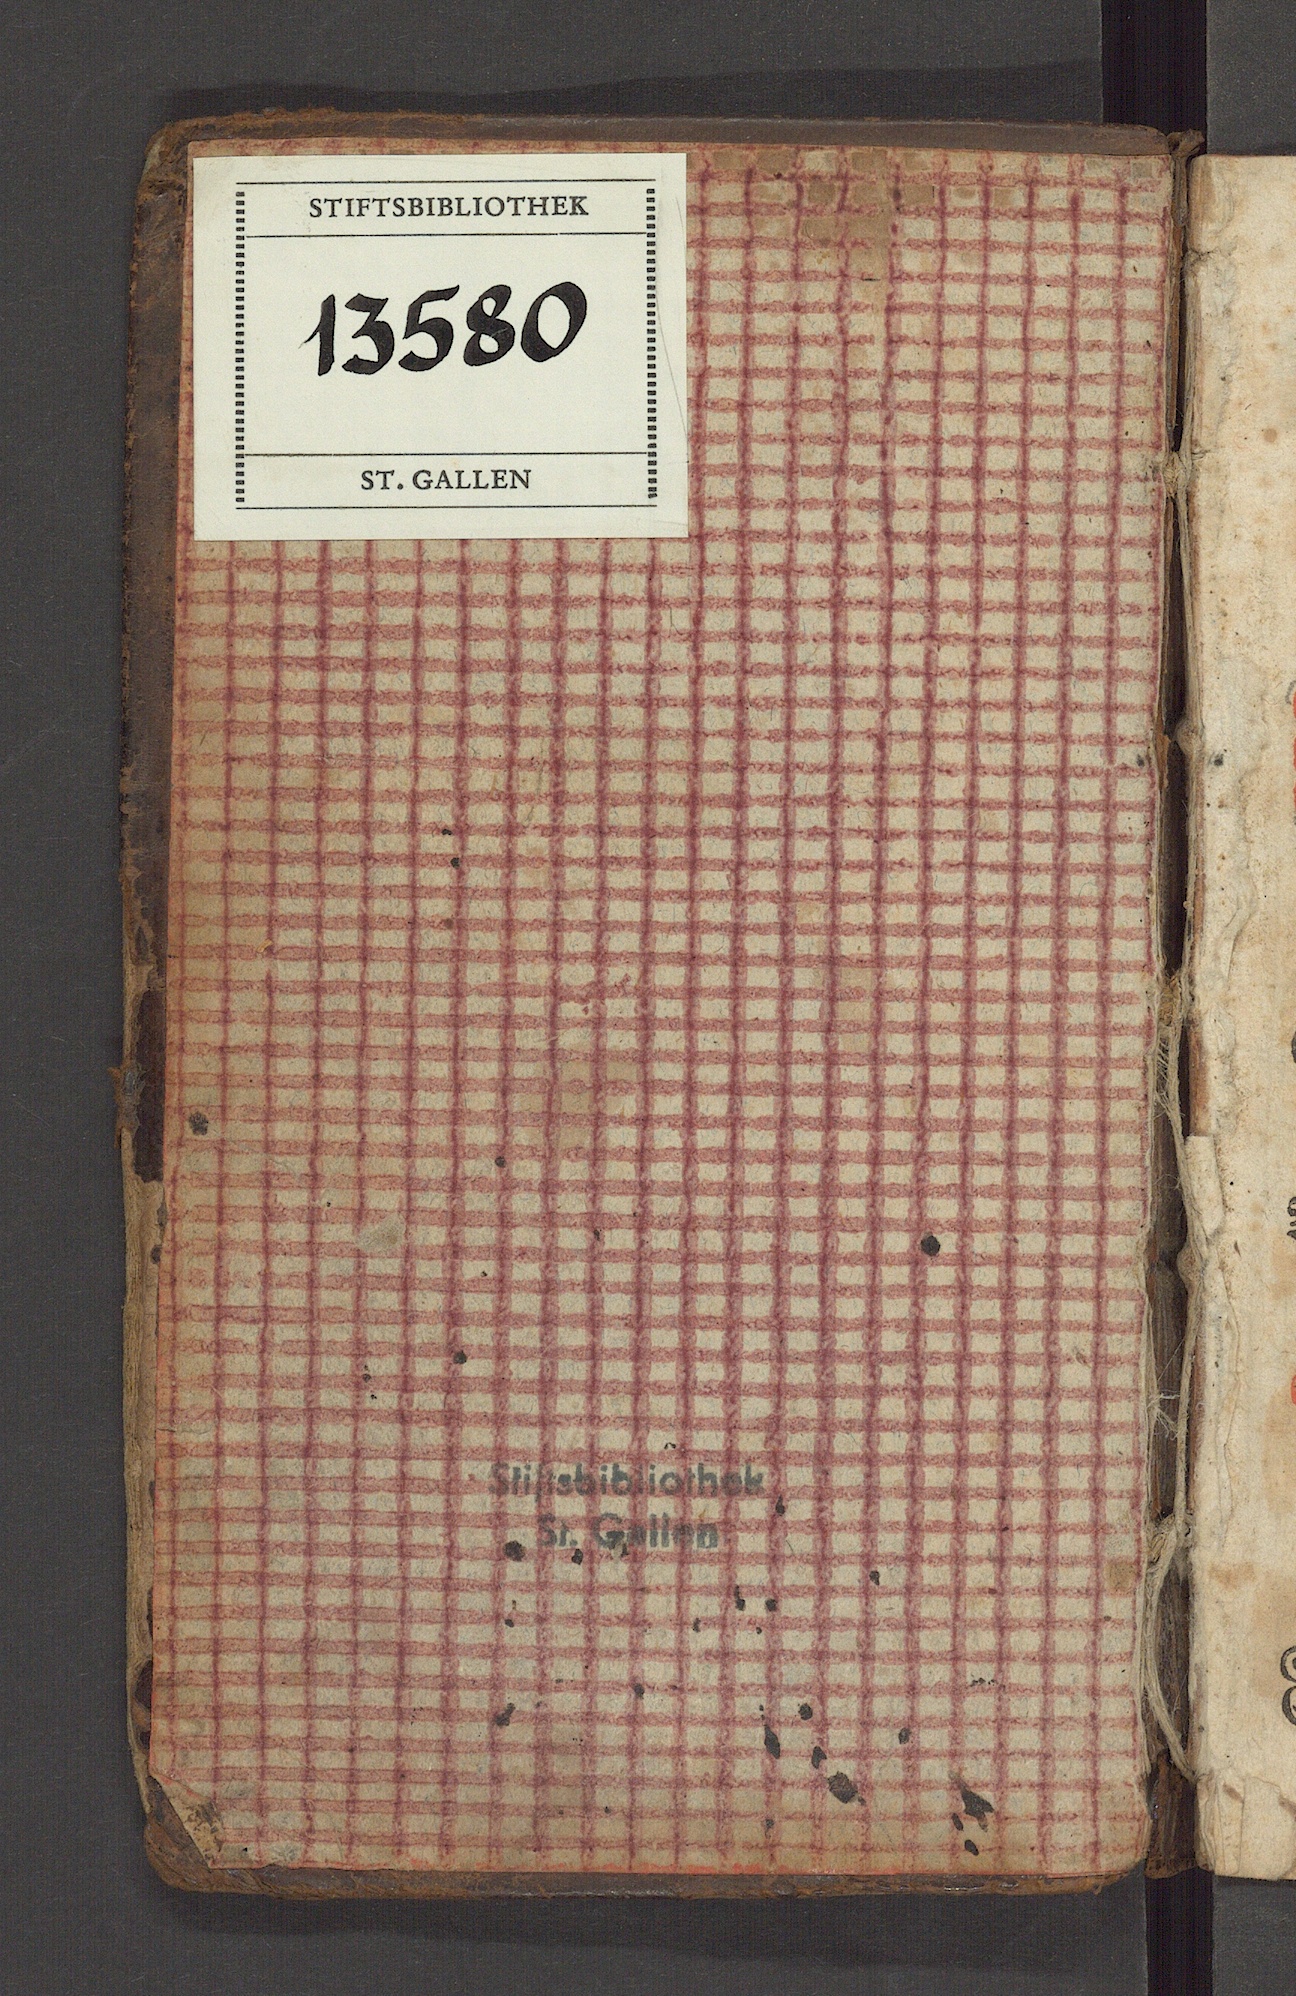 STIFTSBIBLIOTHEK
13580
ST. GALLEN
Stiftsbibliothek
St. Gallen